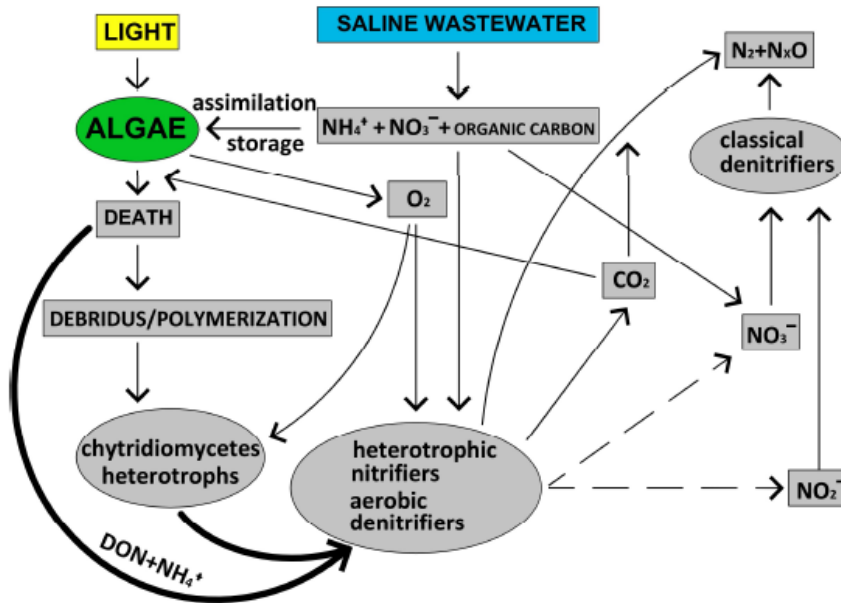 LIGHT
SALINE WASTEWATER
N₂+NₓO
ALGAE
assimilation
storage
NH₄⁺ + NO₃⁻ + ORGANIC CARBON
classical
denitrifiers
O₂
DEATH
CO₂
DEBRIDUS/POLYMERIZATION
NO₃⁻
chytridiomycetes
heterotrophs
heterotrophic
nitrifiers
aerobic
denitrifiers
NO₂⁻
DON+NH₄⁺